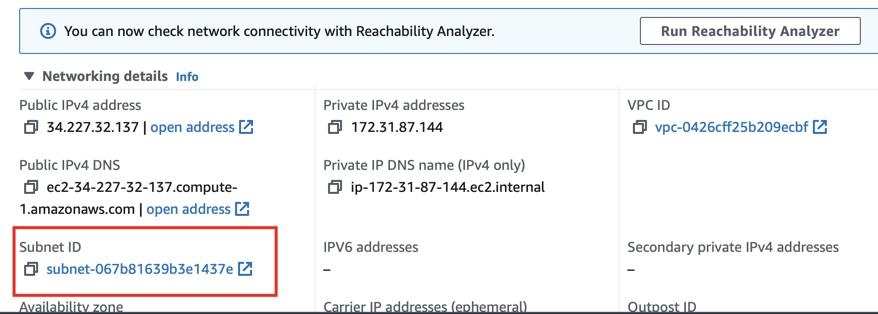 You can now check network connectivity with Reachability Analyzer.
Run Reachability Analyzer
Networking details Info
Public IPv4 address
34.227.32.137 | open address
Private IPv4 addresses
172.31.87.144
VPC ID
vpc-0426cff25b209ecbf
Public IPv4 DNS
ec2-34-227-32-137.compute-
1.amazonaws.com | open address
Private IP DNS name (IPv4 only)
ip-172-31-87-144.ec2.internal
Subnet ID
subnet-067b81639b3e1437e
IPV6 addresses
–
Secondary private IPv4 addresses
–
Availability zone
Carrier IP addresses (ephemeral)
Outpost ID